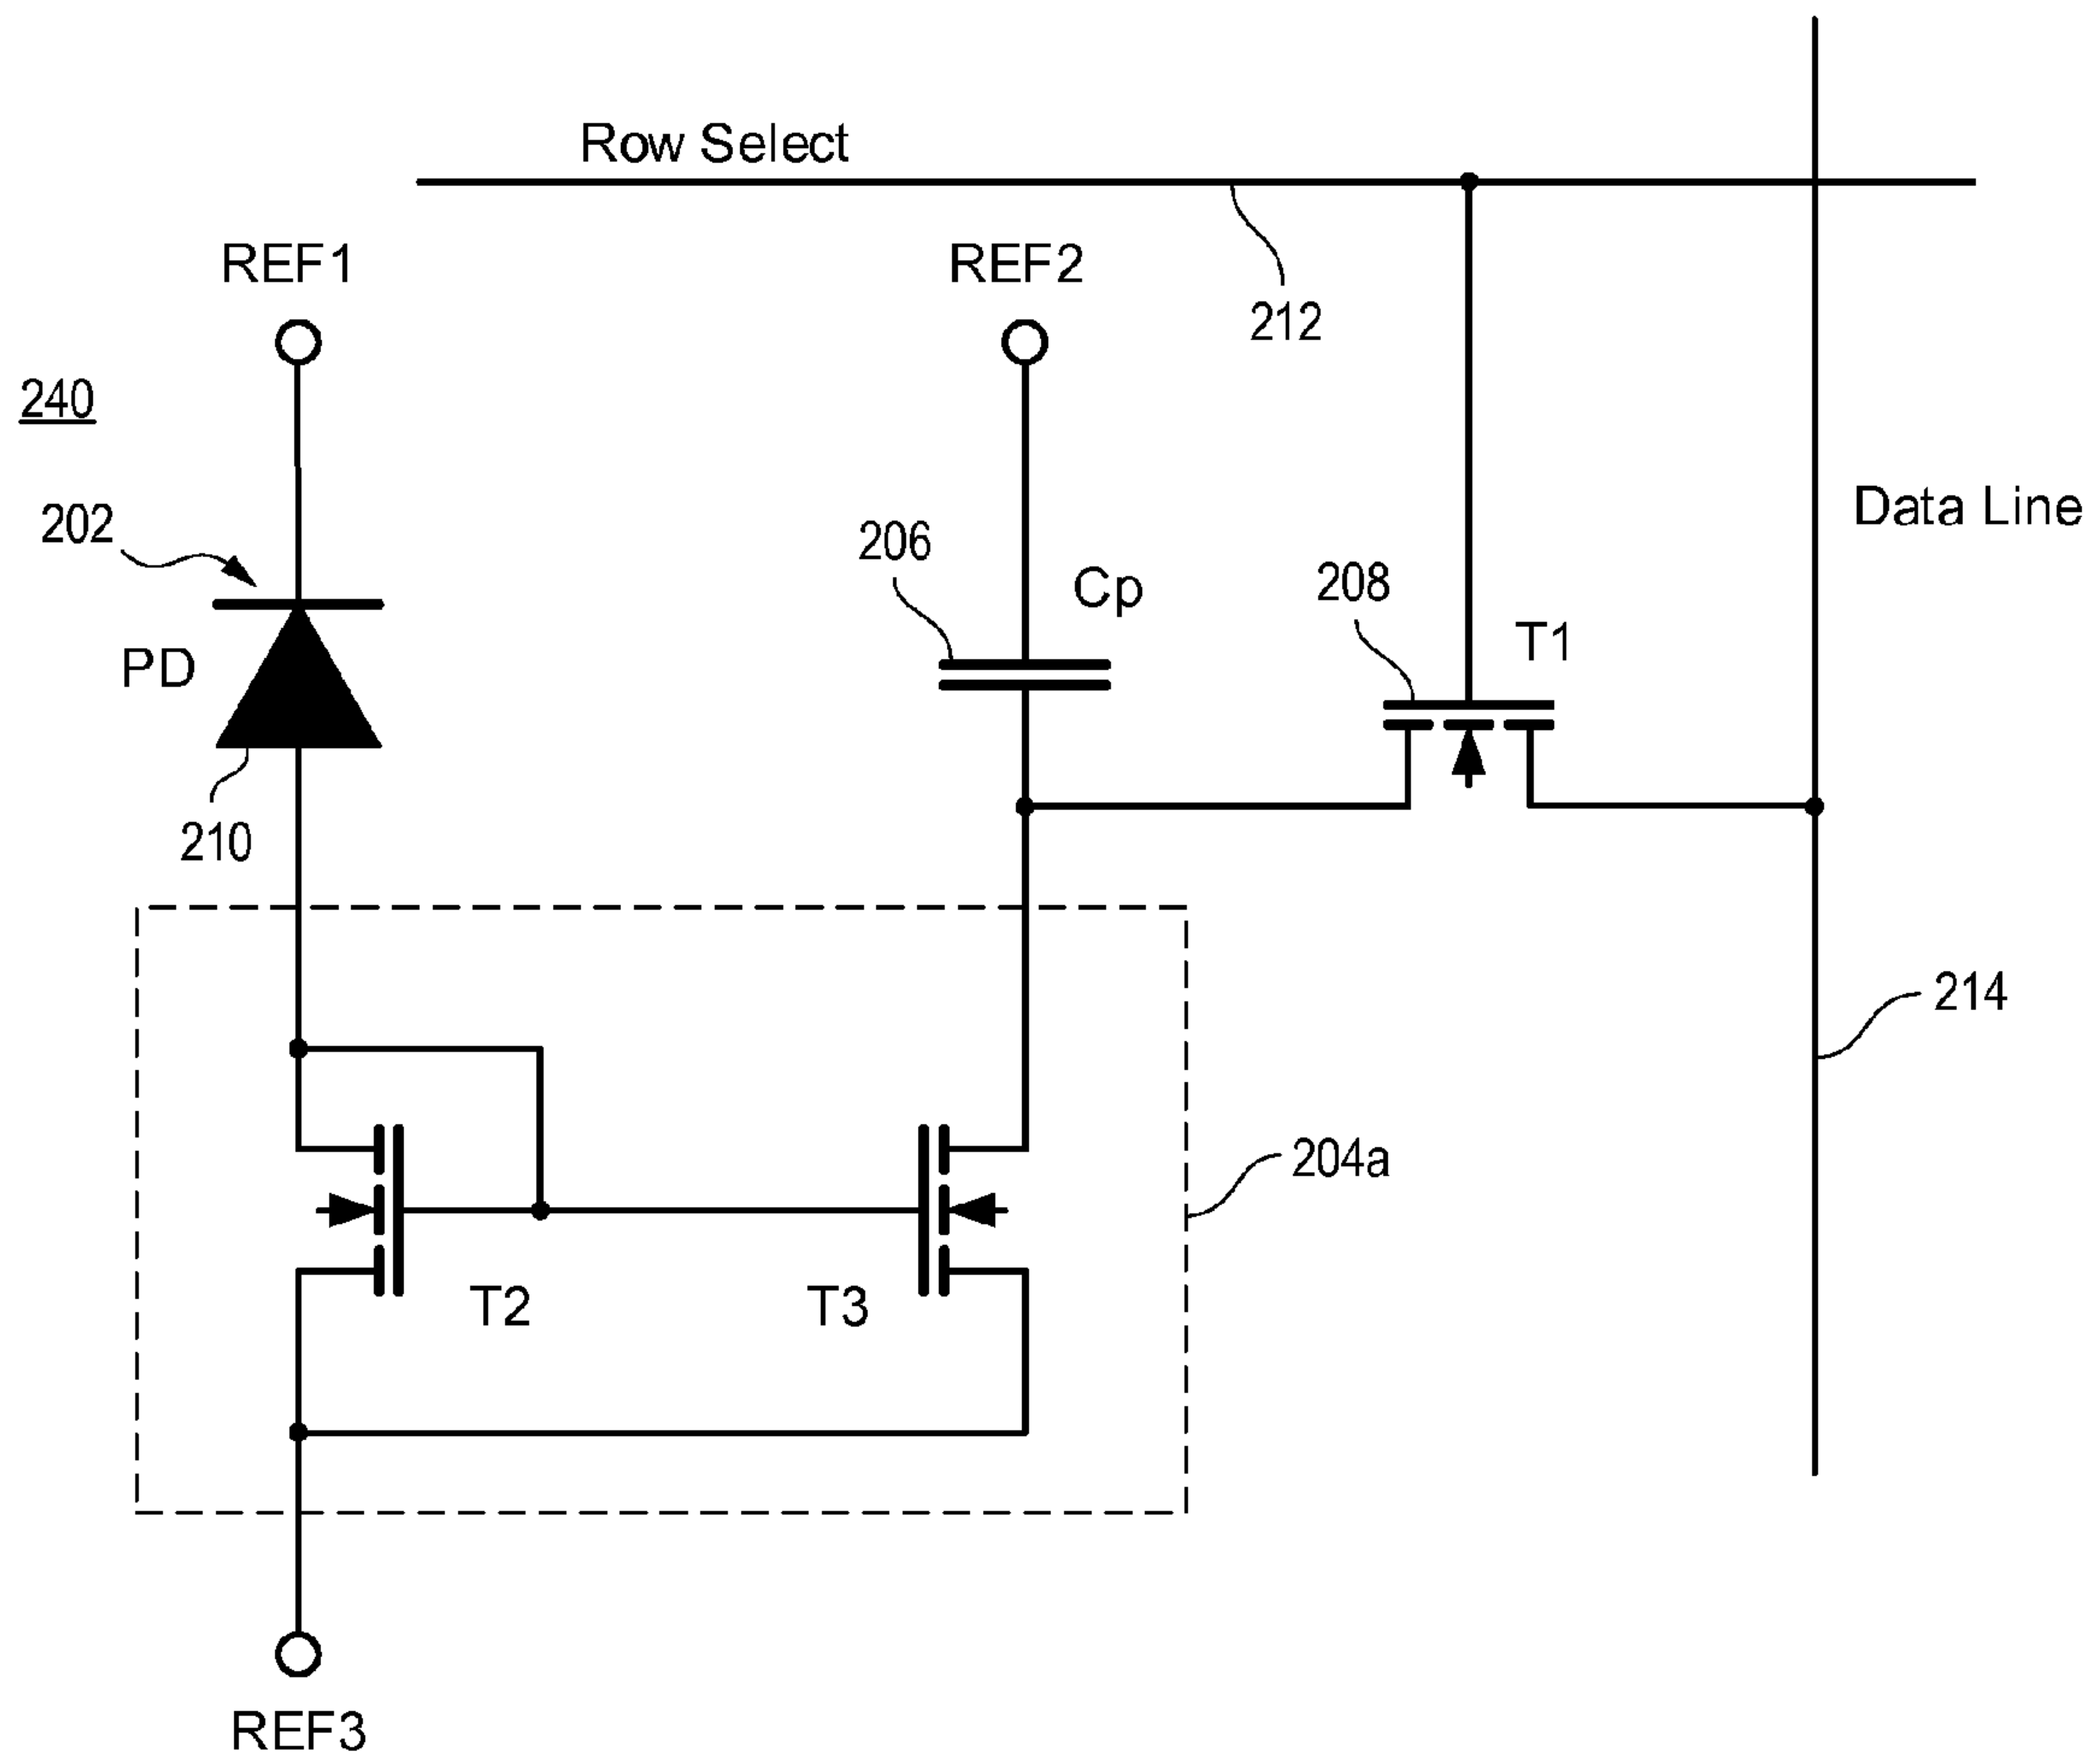 Row Select
REF1
REF2
212
240
202
206
Cp
Data Line
208
T1
PD
210
214
204a
T2
T3
REF3